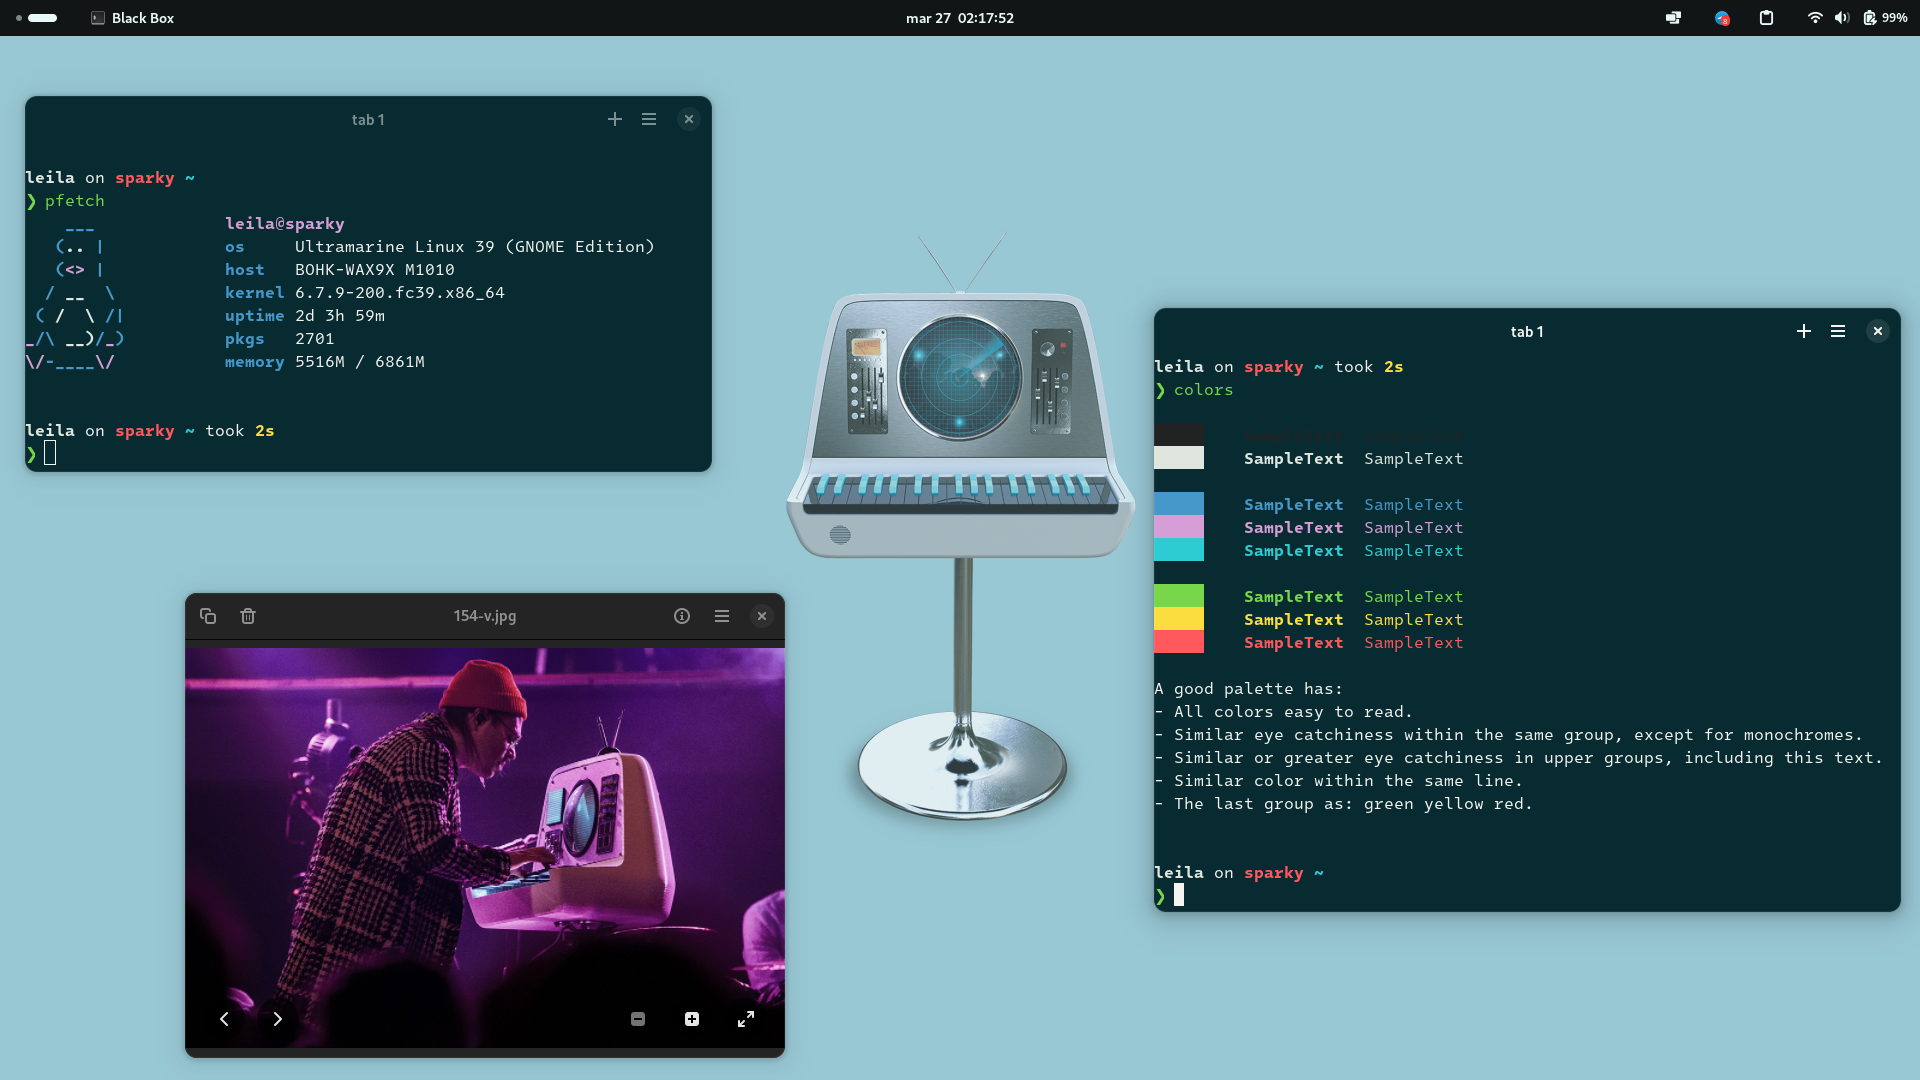 Black Box
mar 27 02:17:52
8
99%
tab 1
leila on sparky ~
❯ pfetch
leila@sparky
os Ultramarine Linux 39 (GNOME Edition)
host BOHK-WAX9X M1010
kernel 6.7.9-200.fc39.x86_64
uptime 2d 3h 59m
pkgs 2701
memory 5516M / 6861M
leila on sparky ~ took 2s
❯
154-v.jpg
tab 1
leila on sparky ~ took 2s
❯ colors
SampleText SampleText
SampleText SampleText
SampleText SampleText
SampleText SampleText
SampleText SampleText
SampleText SampleText
SampleText SampleText
SampleText SampleText
A good palette has:
- All colors easy to read.
- Similar eye catchiness within the same group, except for monochromes.
- Similar or greater eye catchiness in upper groups, including this text.
- Similar color within the same line.
- The last group as: green yellow red.
leila on sparky ~
❯